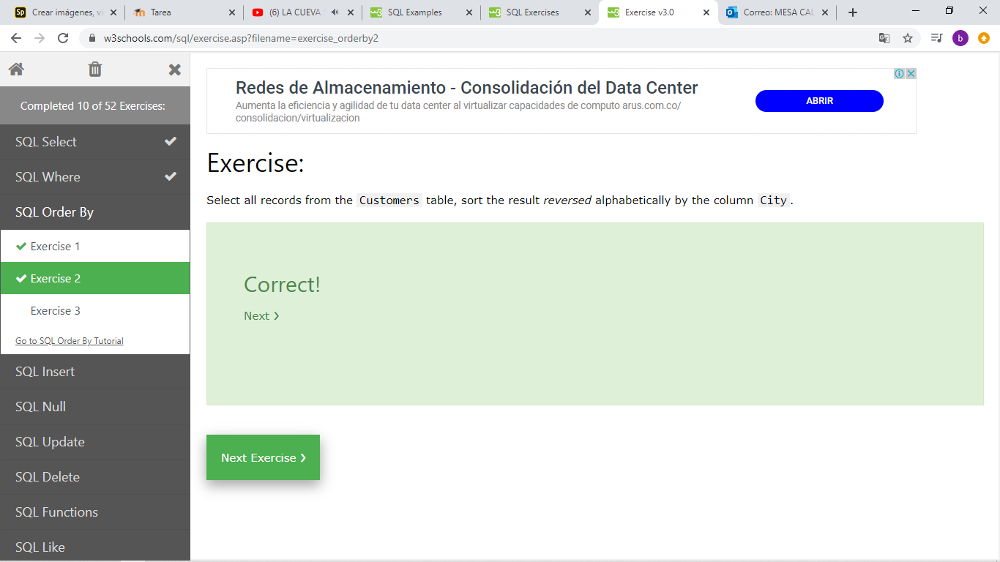 Crear imágenes, ví
Tarea
(6) LA CUEVA
SQL Examples
SQL Exercises
Exercise v3.0
Correo: MESA CAL
w3schools.com/sql/exercise.asp?filename=exercise_orderby2
b
Completed 10 of 52 Exercises:
SQL Select
SQL Where
SQL Order By
Exercise 1
Exercise 2
Exercise 3
Go to SQL Order By Tutorial
SQL Insert
SQL Null
SQL Update
SQL Delete
SQL Functions
SQL Like
Redes de Almacenamiento - Consolidación del Data Center
Aumenta la eficiencia y agilidad de tu data center al virtualizar capacidades de computo arus.com.co/
consolidacion/virtualizacion
ABRIR
Exercise:
Select all records from the Customers table, sort the result reversed alphabetically by the column City.
Correct!
Next ❯
Next Exercise ❯